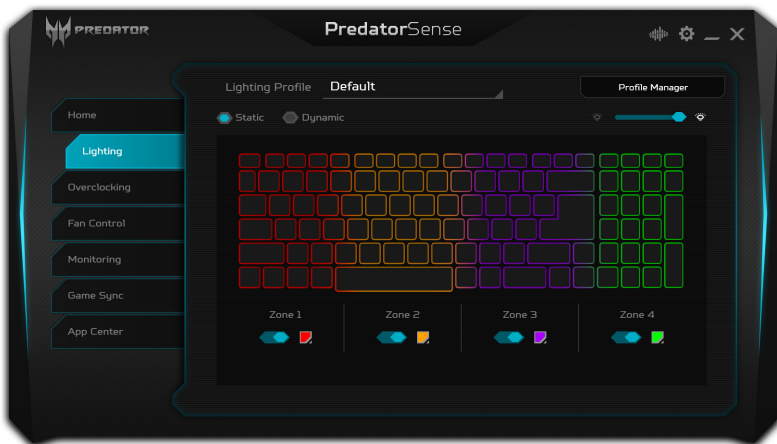 PREDATOR
PredatorSense
Lighting Profile Default
Profile Manager
Static Dynamic
Home
Lighting
Overclocking
Fan Control
Monitoring
Game Sync
App Center
Zone 1 Zone 2 Zone 3 Zone 4